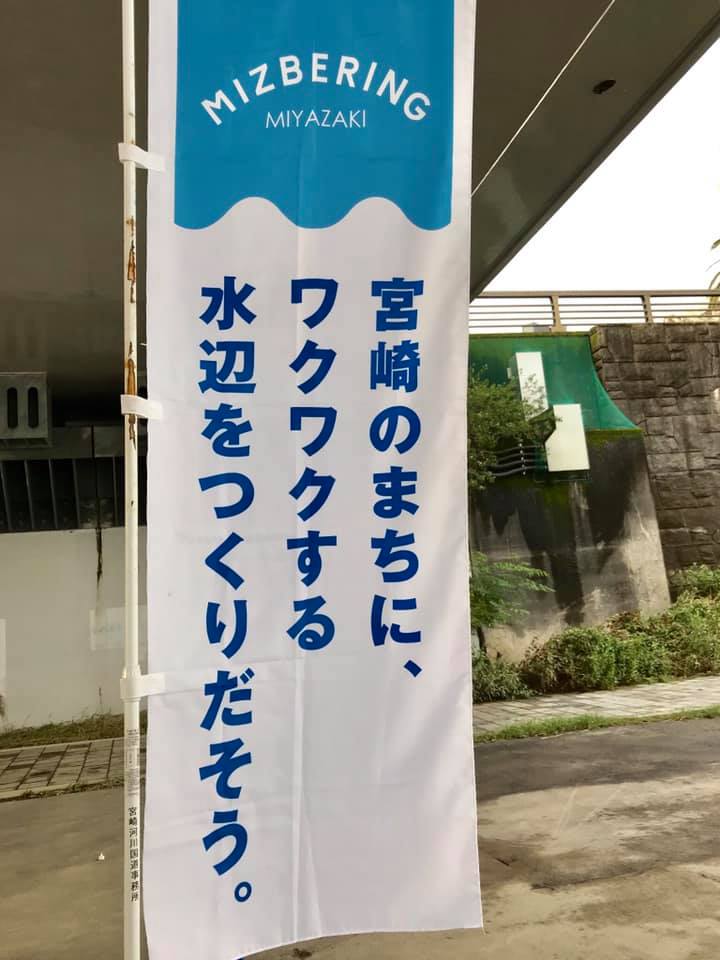 MIZBERING
MIYAZAKI
宮崎のまちに、
ワクワクする
水辺をつくりだそう。
宮崎河川国道事務所